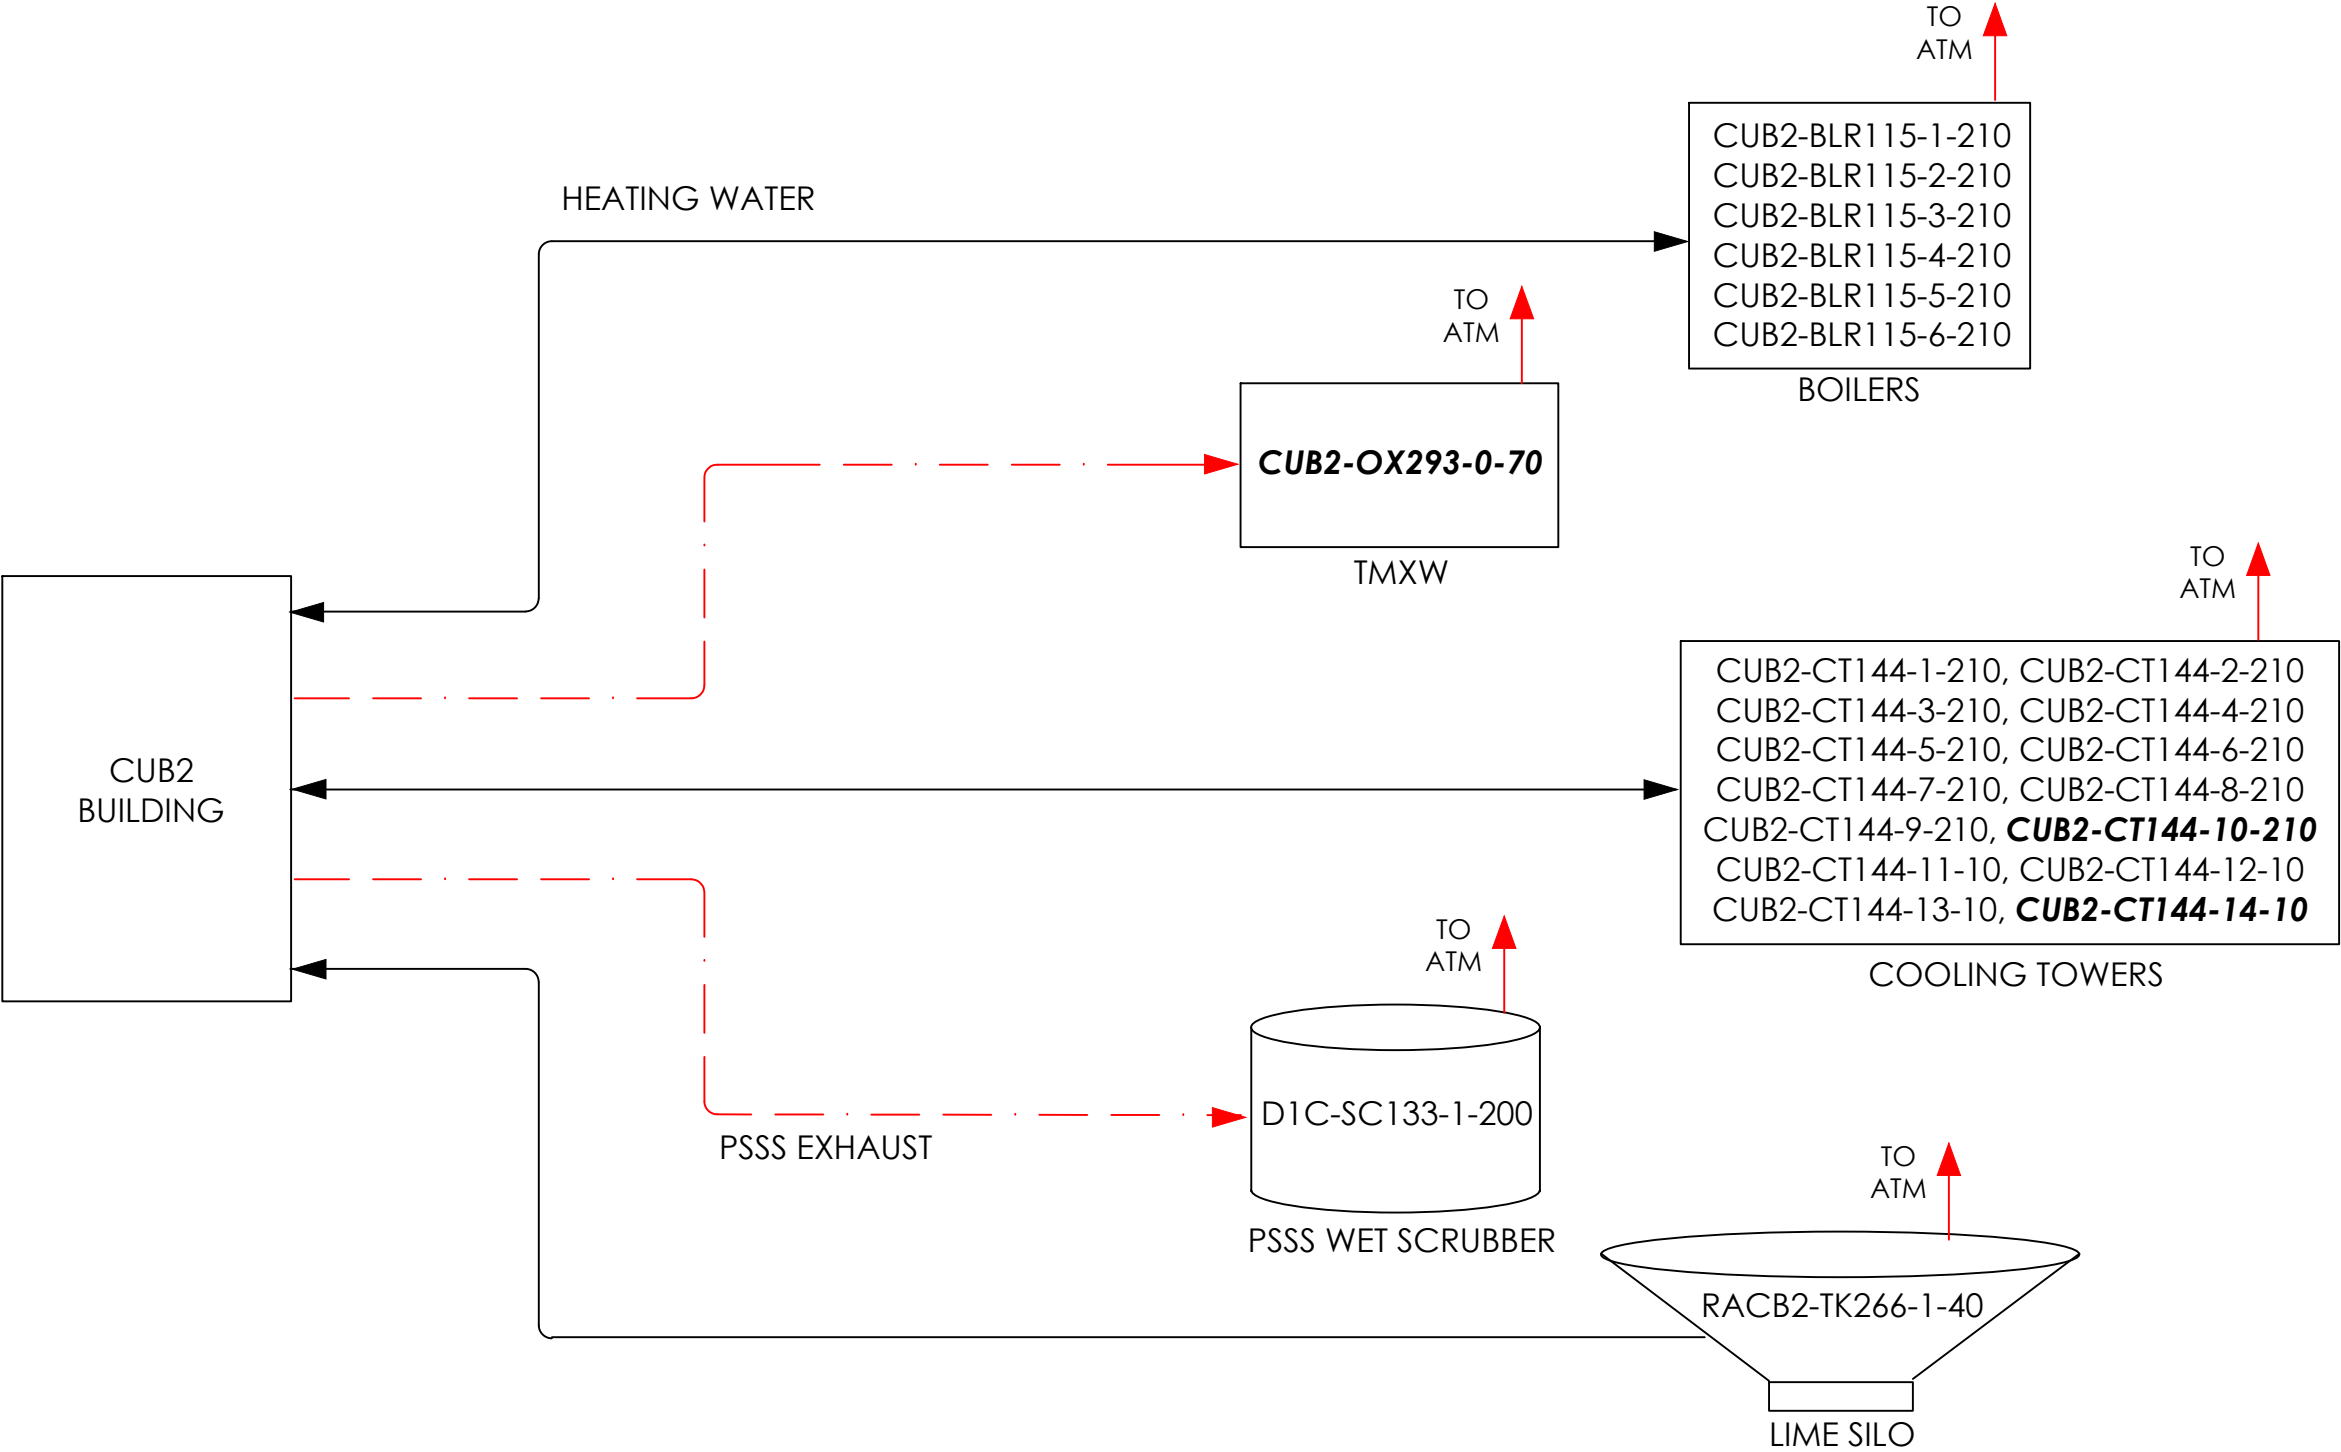 TO
ATM
CUB2-BLR115-1-210
CUB2-BLR115-2-210
CUB2-BLR115-3-210
CUB2-BLR115-4-210
CUB2-BLR115-5-210
CUB2-BLR115-6-210
BOILERS
HEATING WATER
TO
ATM
CUB2-OX293-0-70
TMXW
TO
ATM
CUB2-CT144-1-210, CUB2-CT144-2-210
CUB2-CT144-3-210, CUB2-CT144-4-210
CUB2-CT144-5-210, CUB2-CT144-6-210
CUB2-CT144-7-210, CUB2-CT144-8-210
CUB2-CT144-9-210, CUB2-CT144-10-210
CUB2-CT144-11-10, CUB2-CT144-12-10
CUB2-CT144-13-10, CUB2-CT144-14-10
COOLING TOWERS
CUB2
BUILDING
TO
ATM
D1C-SC133-1-200
PSSS EXHAUST
PSSS WET SCRUBBER
TO
ATM
RACB2-TK266-1-40
LIME SILO